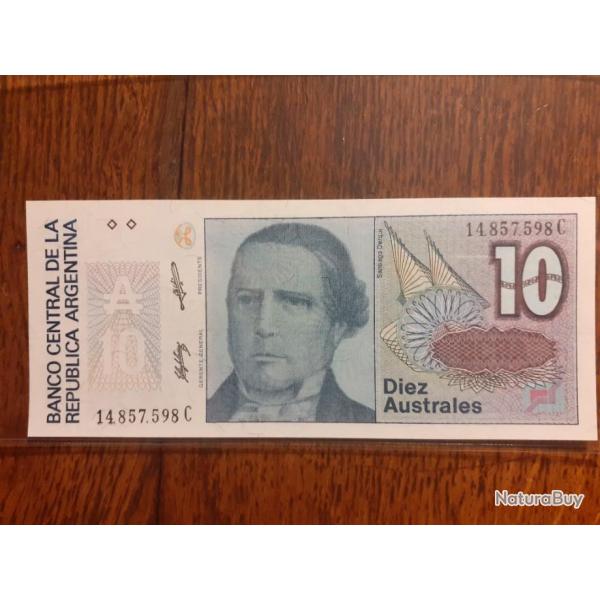 BANCO CENTRAL DE LA
REPUBLICA ARGENTINA
PRESIDENTE
GERENTE GENERAL
14.857.598 C
Santiago Derqui
14.857.598 C
10
Diez
Australes
NaturaBuy